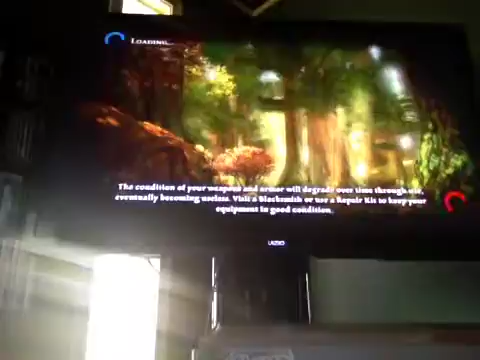 LOADING...
The condition of your weapons and armor will degrade over time through use,
eventually becoming useless. Visit a Blacksmith or use a Repair Kit to keep your
equipment in good condition.
VIZIO